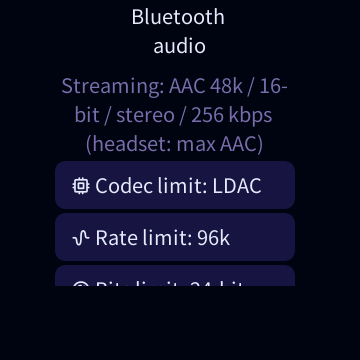 Bluetooth
audio
Streaming: AAC 48k / 16-
bit / stereo / 256 kbps
(headset: max AAC)
Codec limit: LDAC
Rate limit: 96k